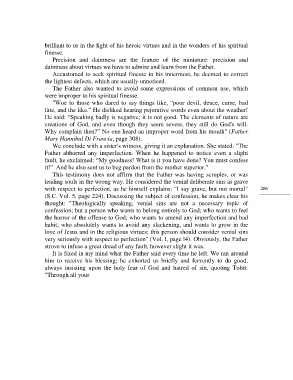 brilliant to us in the light of his heroic virtues and in the wonders of his spiritual
finesse.
Precision and daintiness are the feature of the miniature: precision and
daintiness about virtues we have to admire and learn from the Father.
Accustomed to seek spiritual finesse in his innermost, he deemed to correct
the lightest defects, which are usually unnoticed.
The Father also wanted to avoid some expressions of common use, which
were improper to his spiritual finesse.
"Woe to those who dared to say things like, "poor devil, deuce, curse, bad
fate, and the like." He disliked hearing pejorative words even about the weather!
He said: "Speaking badly is negative; it is not good. The elements of nature are
creations of God, and even though they seem severe, they still do God's will.
Why complain then?" No one heard an improper word from his mouth" (Father
Mary Hannibal Di Francia, page 308).
We conclude with a sister's witness, giving it an explanation. She stated: "The
Father abhorred any imperfection. When he happened to notice even a slight
fault, he exclaimed: "My goodness! What is it you have done? You must confess
it!" And he also sent us to beg pardon from the mother superior."
This testimony does not affirm that the Father was having scruples, or was
leading souls in the wrong way. He considered the venial deliberate sins as grave
with respect to perfection, as he himself explains: "I say grave, but not mortal"
(S.C. Vol. 5, page 224). Discussing the subject of confession, he makes clear his
thought: "Theologically speaking, venial sins are not a necessary topic of
confession; but a person who wants to belong entirely to God; who wants to feel
the horror of the offense to God; who wants to amend any imperfection and bad
habit; who absolutely wants to avoid any slackening, and wants to grow in the
love of Jesus and in the religious virtues; this person should consider venial sins
very seriously with respect to perfection" (Vol. I, page 14). Obviously, the Father
strove to infuse a great dread of any fault, however slight it was.
It is fixed in my mind what the Father said every time he left. We ran around
him to receive his blessing; he exhorted us briefly and fervently to do good,
always insisting upon the holy fear of God and hatred of sin, quoting Tobit:
"Through all your
206